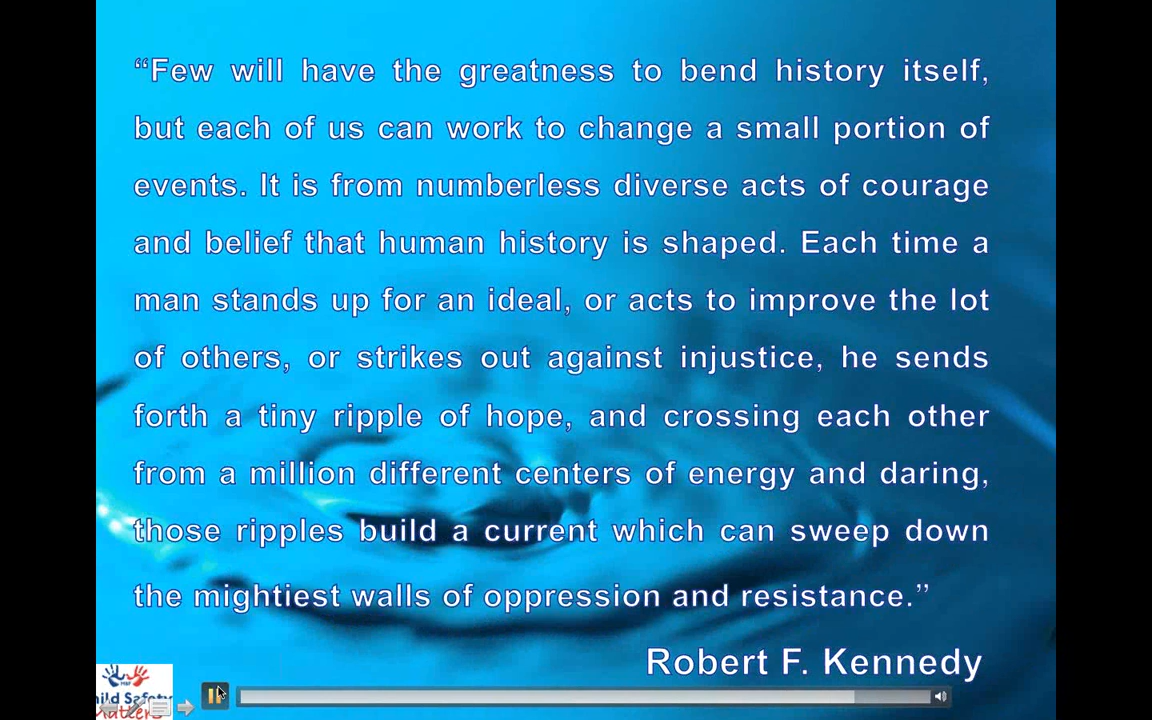 “Few will have the greatness to bend history itself,
but each of us can work to change a small portion of
events. It is from numberless diverse acts of courage
and belief that human history is shaped. Each time a
man stands up for an ideal, or acts to improve the lot
of others, or strikes out against injustice, he sends
forth a tiny ripple of hope, and crossing each other
from a million different centers of energy and daring,
those ripples build a current which can sweep down
the mightiest walls of oppression and resistance.”
Robert F. Kennedy
hild Safety
Matters